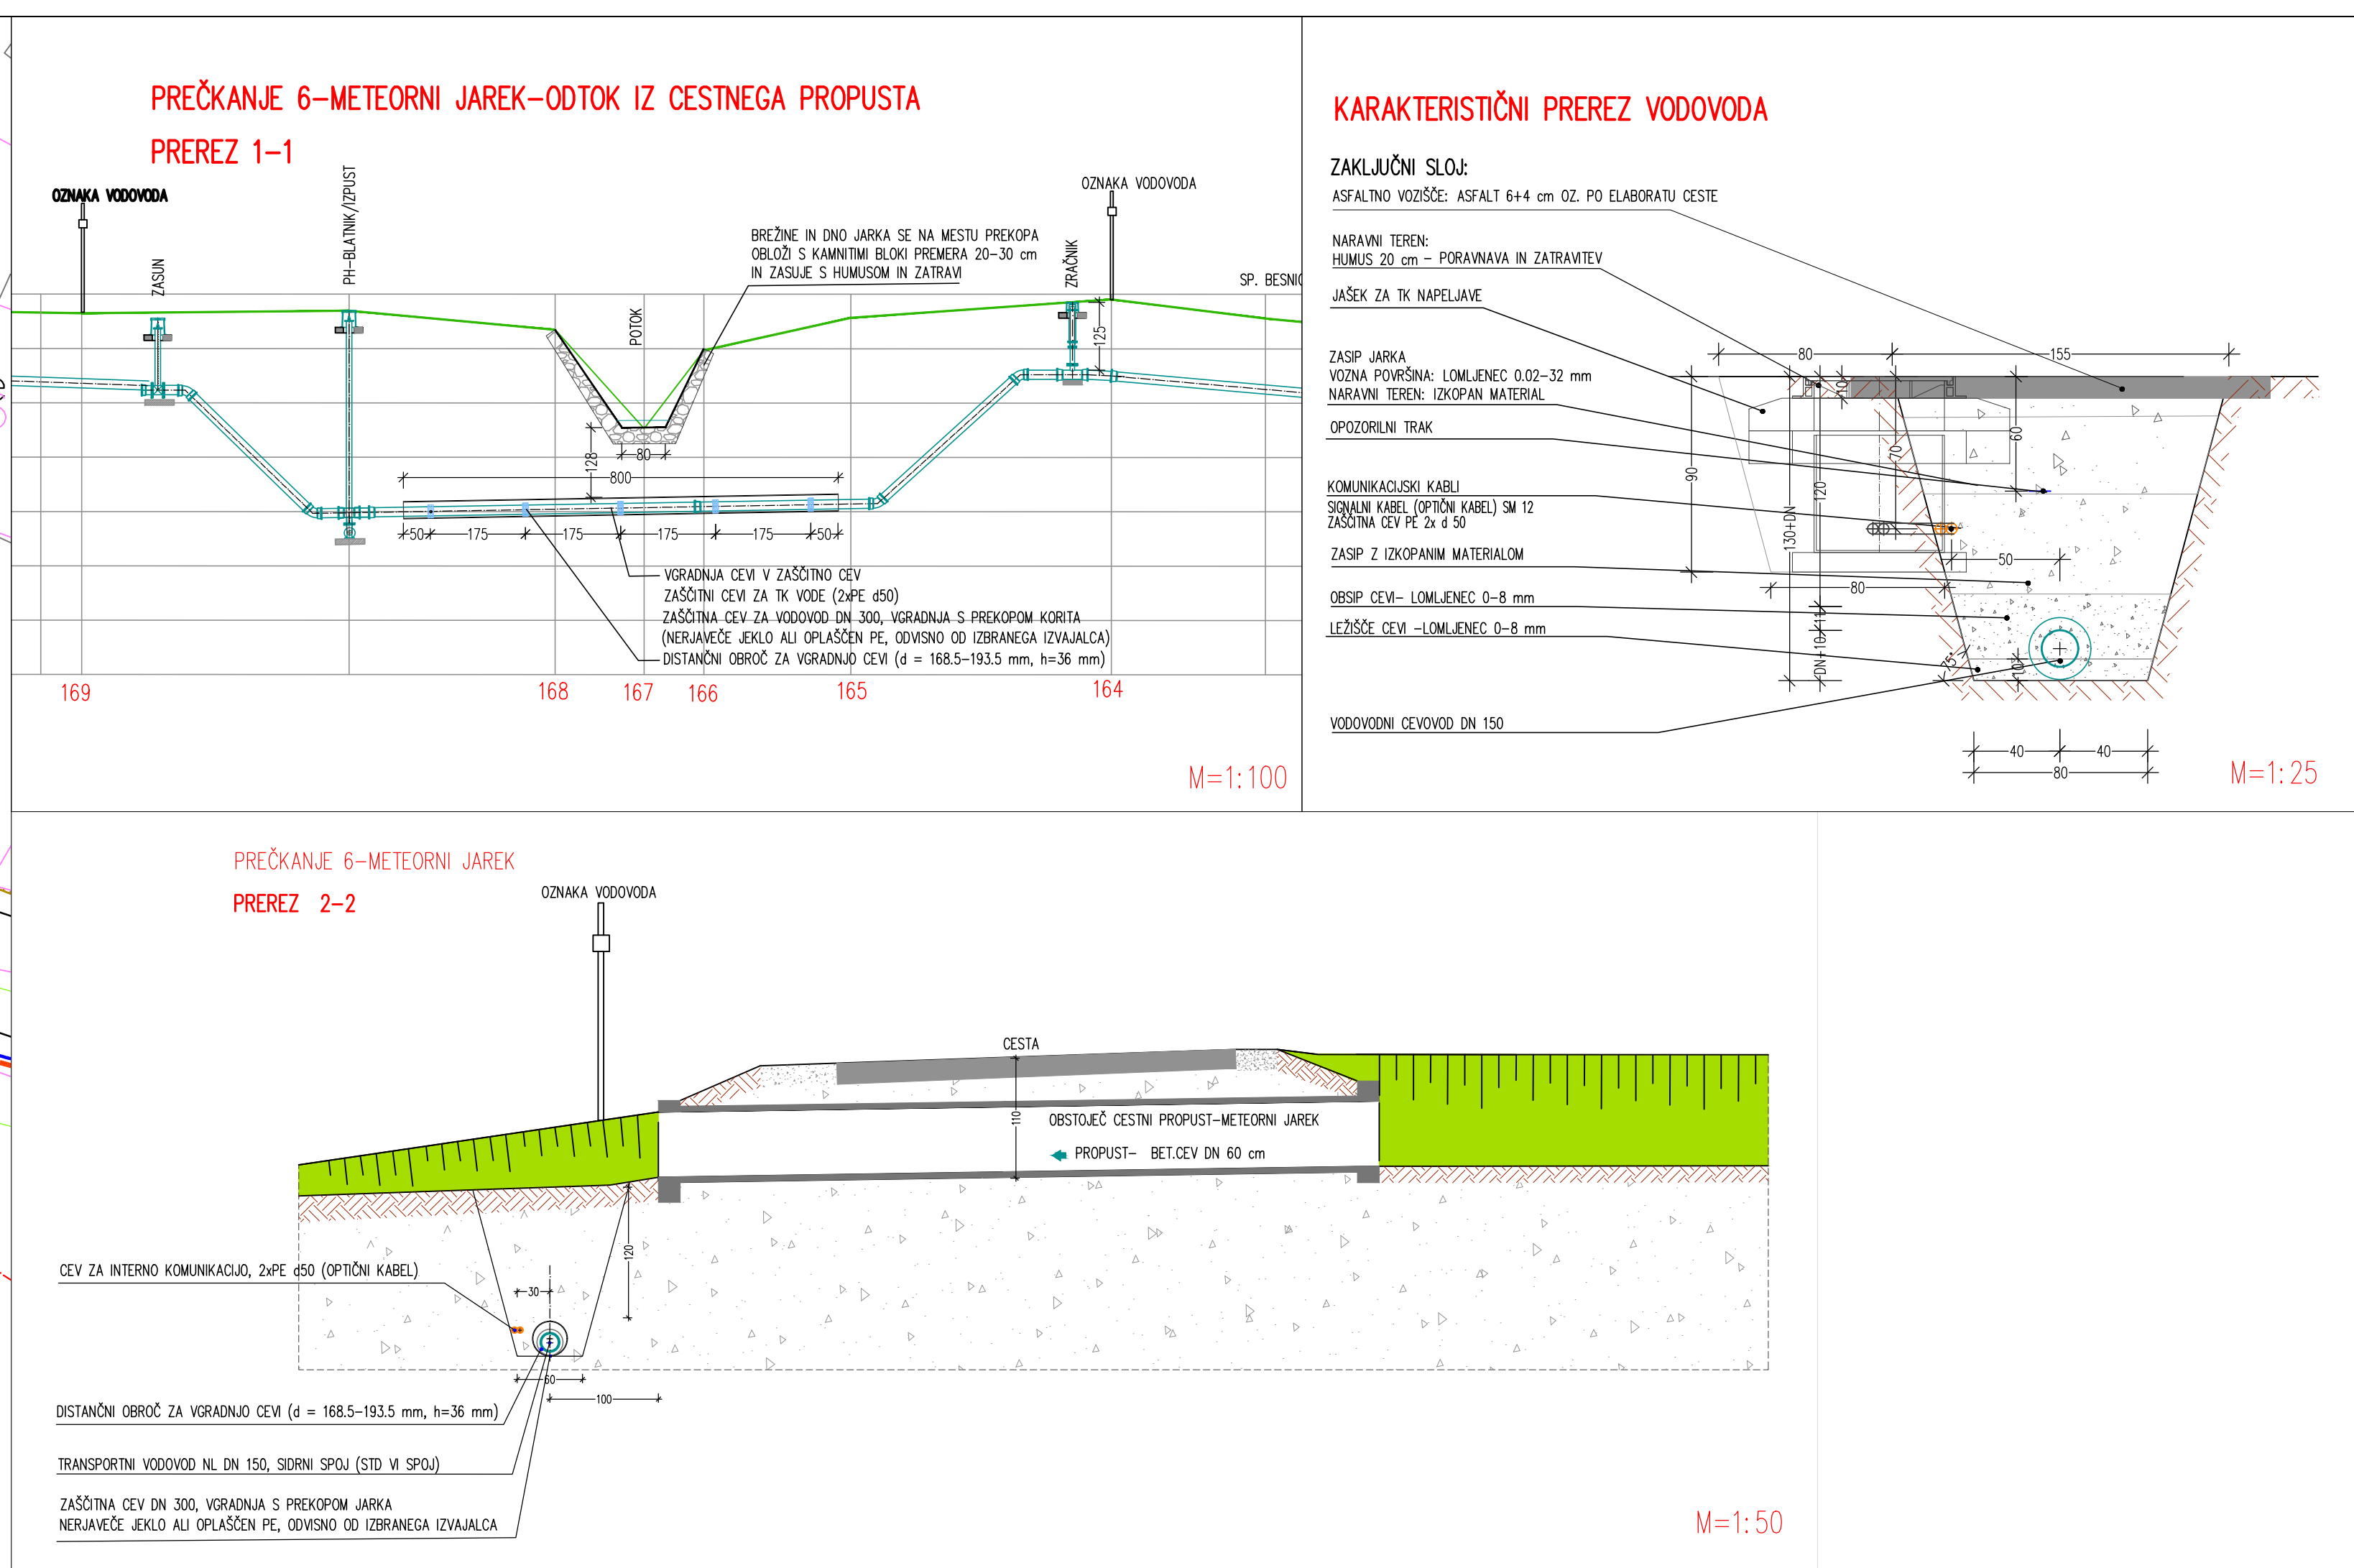 PREČKANJE 6-METEORNI JAREK-ODTOK IZ CESTNEGA PROPUSTA
PREREZ 1-1
OZNAKA VODOVODA
ZASUN
PH-BLATNIK/IZPUST
POTOK
BREŽINE IN DNO JARKA SE NA MESTU PREKOPA
OBLOŽI S KAMNITIMI BLOKI PREMERA 20-30 cm
IN ZASUJE S HUMUSOM IN ZATRAVI
ZRAČNIK
OZNAKA VODOVODA
125
128
80
800
50
175
175
175
175
50
VGRADNJA CEVI V ZAŠČITNO CEV
ZAŠČITNI CEVI ZA TK VODE (2xPE d50)
ZAŠČITNA CEV ZA VODOVOD DN 300, VGRADNJA S PREKOPOM KORITA
(NERJAVEČE JEKLO ALI OPLAŠČEN PE, ODVISNO OD IZBRANEGA IZVAJALCA)
DISTANČNI OBROČ ZA VGRADNJO CEVI (d = 168.5-193.5 mm, h=36 mm)
169
168
167
166
165
164
SP.
M=1:100
KARAKTERISTIČNI PREREZ VODOVODA
ZAKLJUČNI SLOJ:
ASFALTNO VOZIŠČE: ASFALT 6+4 cm OZ. PO ELABORATU CESTE
NARAVNI TEREN:
HUMUS 20 cm - PORAVNAVA IN ZATRAVITEV
JAŠEK ZA TK NAPELJAVE
ZASIP JARKA
VOZNA POVRŠINA: LOMLJENEC 0.02-32 mm
NARAVNI TEREN: IZKOPAN MATERIAL
OPOZORILNI TRAK
KOMUNIKACIJSKI KABLI
SIGNALNI KABEL (OPTIČNI KABEL) SM 12
ZAŠČITNA CEV PE 2x d 50
ZASIP Z IZKOPANIM MATERIALOM
OBSIP CEVI- LOMLJENEC 0-8 mm
LEŽIŠČE CEVI -LOMLJENEC 0-8 mm
VODOVODNI CEVOVOD DN 150
80
155
10
60
70
90
120
130+DN
50
80
11
DN+10
75°
10
40
40
80
M=1:25
PREČKANJE 6-METEORNI JAREK
PREREZ 2-2
OZNAKA VODOVODA
CESTA
110
OBSTOJEČ CESTNI PROPUST-METEORNI JAREK
PROPUST- BET.CEV DN 60 cm
120
CEV ZA INTERNO KOMUNIKACIJO, 2xPE d50 (OPTIČNI KABEL)
30
60
100
DISTANČNI OBROČ ZA VGRADNJO CEVI (d = 168.5-193.5 mm, h=36 mm)
TRANSPORTNI VODOVOD NL DN 150, SIDRNI SPOJ (STD VI SPOJ)
ZAŠČITNA CEV DN 300, VGRADNJA S PREKOPOM JARKA
NERJAVEČE JEKLO ALI OPLAŠČEN PE, ODVISNO OD IZBRANEGA IZVAJALCA
M=1:50